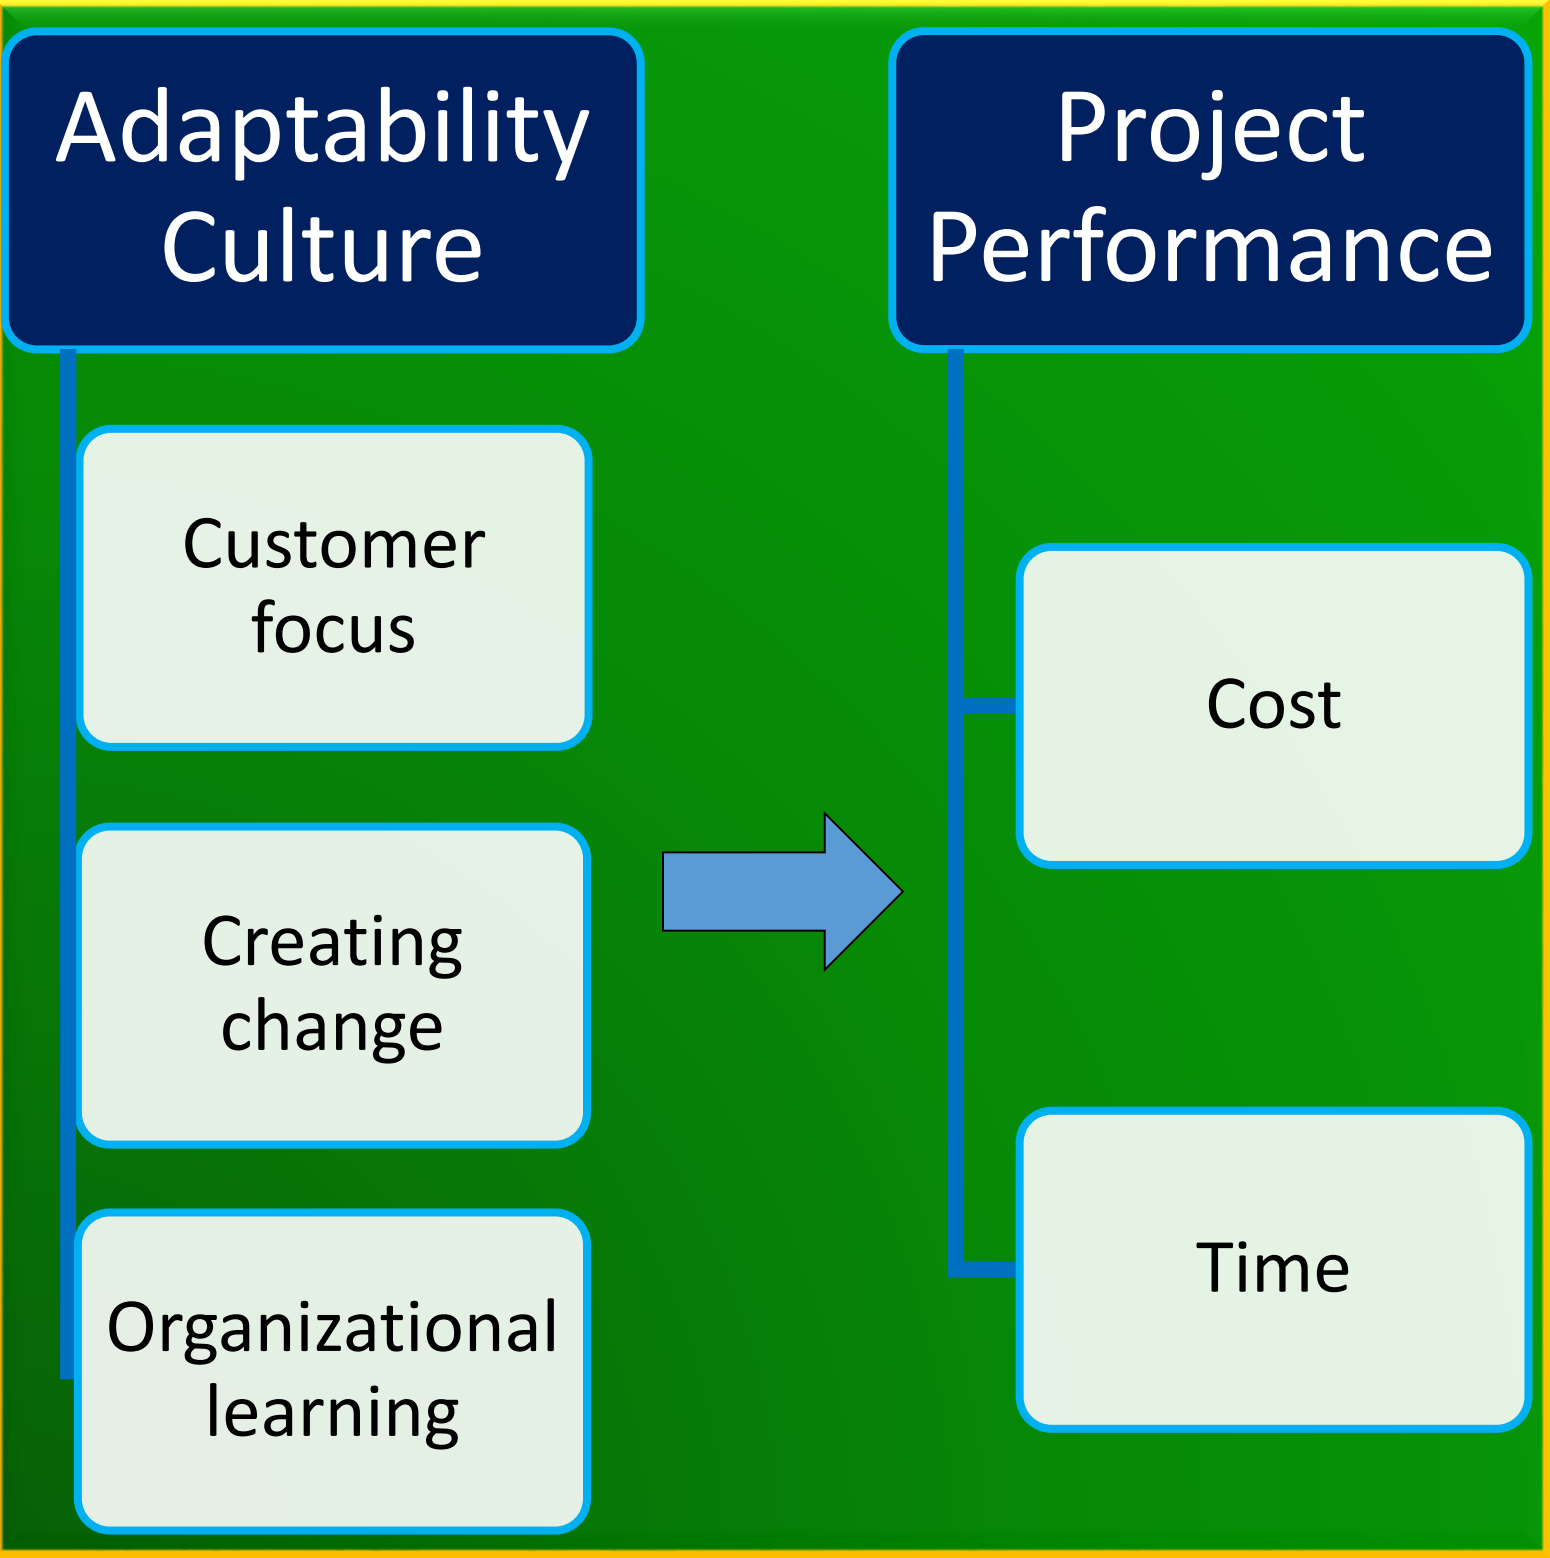 Adaptability
Culture
Customer
focus
Creating
change
Organizational
learning
Project
Performance
Cost
Time